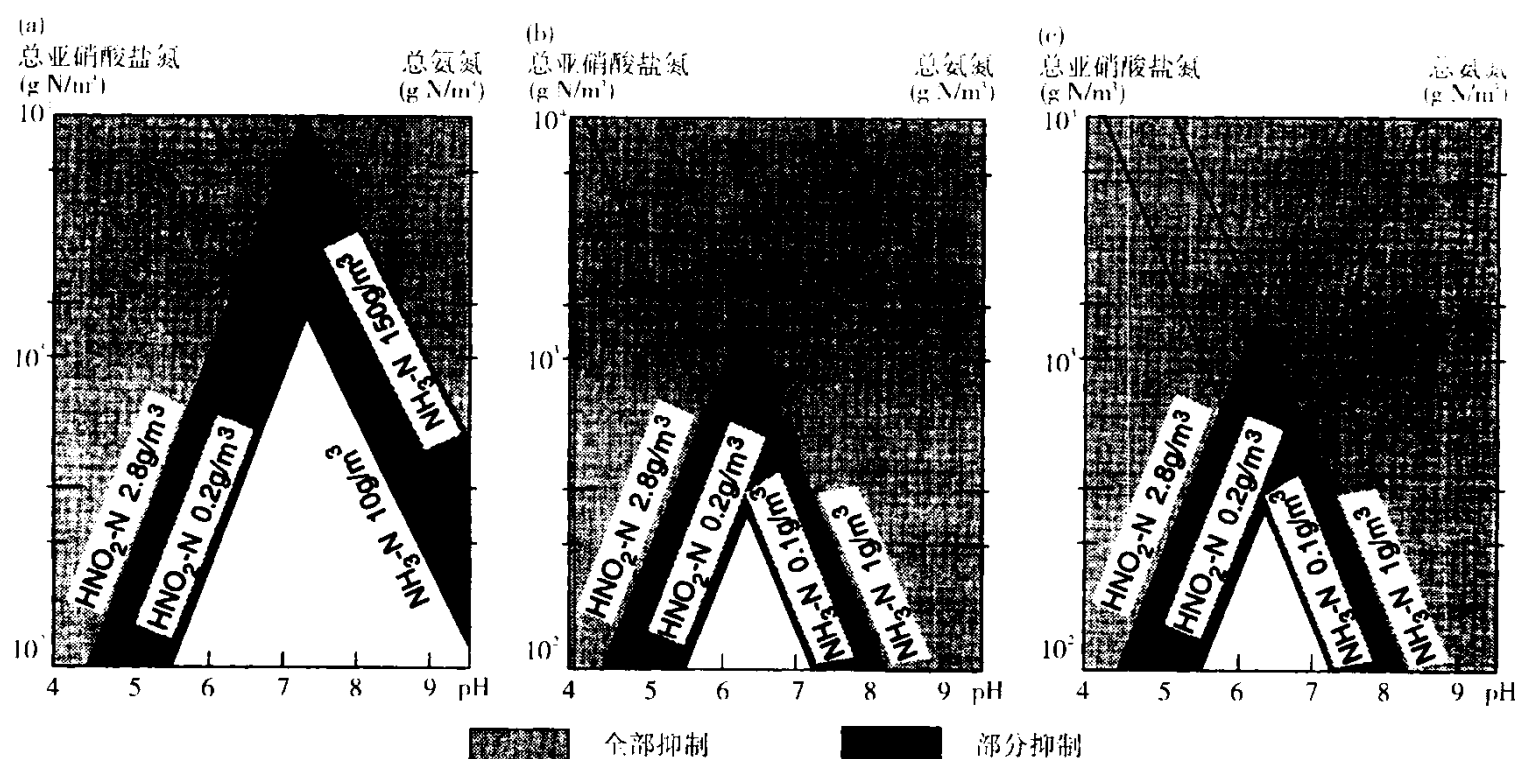 (a)
总亚硝酸盐氮
(g N/m³)
总氨氮
(g N/m³)
HNO₂-N 2.8g/m³
HNO₂-N 0.2g/m³
NH₃-N 10g/m³
NH₃-N 150g/m³
4 5 6 7 8 9 pH
(b)
总亚硝酸盐氮
(g N/m³)
总氨氮
(g N/m³)
10⁴
10³
10²
HNO₂-N 2.8g/m³
HNO₂-N 0.2g/m³
NH₃-N 0.1g/m³
NH₃-N 1g/m³
4 5 6 7 8 9 pH
(c)
总亚硝酸盐氮
(g N/m³)
总氨氮
(g N/m³)
10²
HNO₂-N 2.8g/m³
HNO₂-N 0.2g/m³
NH₃-N 0.1g/m³
NH₃-N 1g/m³
4 5 6 7 8 9 pH
全部抑制
部分抑制